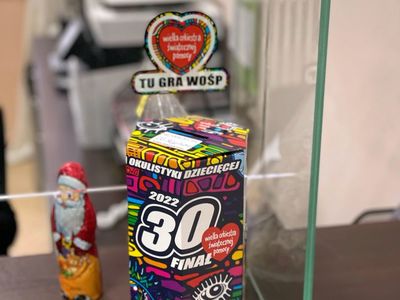 wielka orkiestra
świątecznej
pomocy
TU GRA WOŚP
OKULISTYKI DZIECIĘCEJ
2022
30
FINAŁ
wielka orkiestra
świątecznej
pomocy